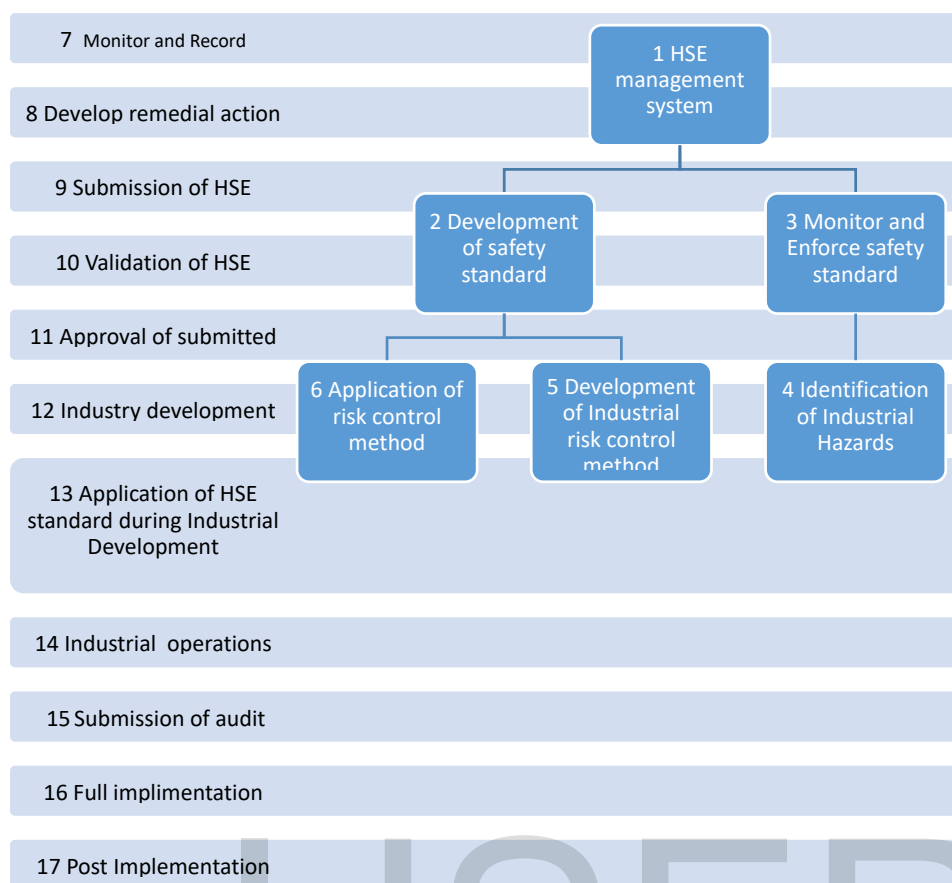 7 Monitor and Record
8 Develop remedial action
9 Submission of HSE
10 Validation of HSE
11 Approval of submitted
12 Industry development
13 Application of HSE
standard during Industrial
Development
14 Industrial operations
15 Submission of audit
16 Full implimentation
17 Post Implementation
1 HSE
management
system
2 Development
of safety
standard
3 Monitor and
Enforce safety
standard
6 Application of
risk control
method
5 Development
of Industrial
risk control
method
4 Identification
of Industrial
Hazards